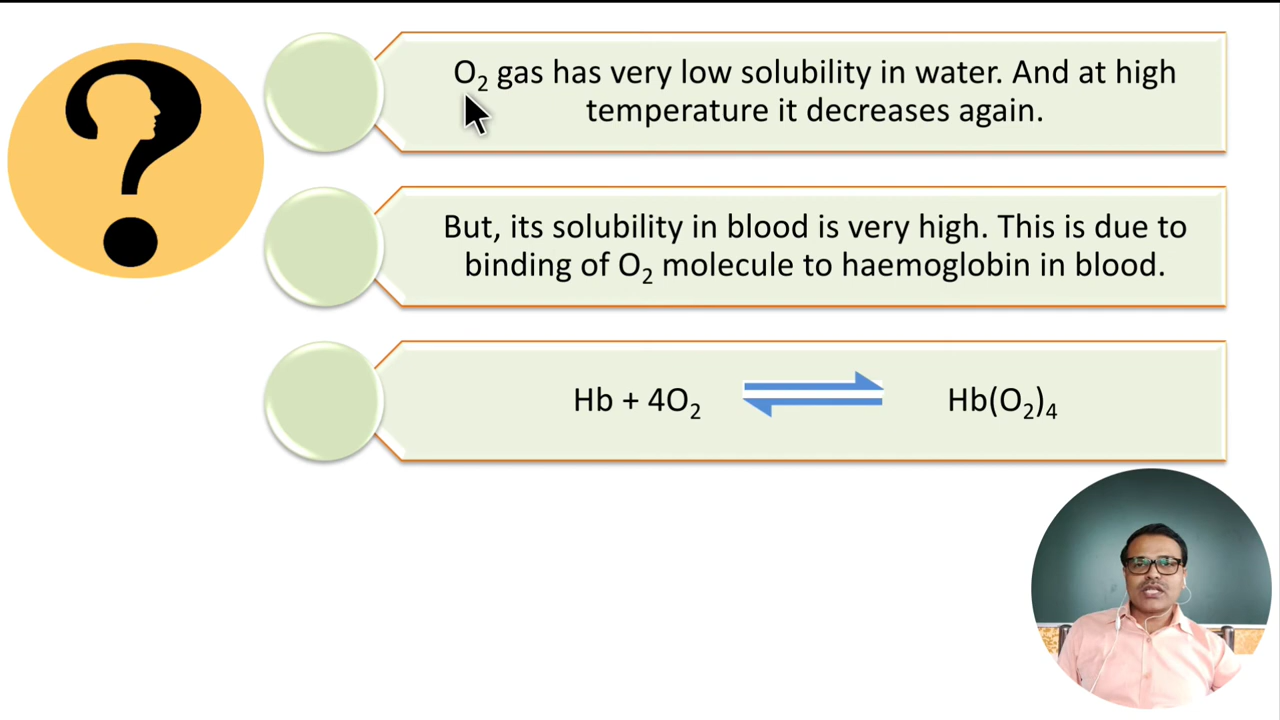 O₂ gas has very low solubility in water. And at high
temperature it decreases again.
But, its solubility in blood is very high. This is due to
binding of O₂ molecule to haemoglobin in blood.
Hb + 4O₂ ⇌ Hb(O₂)₄